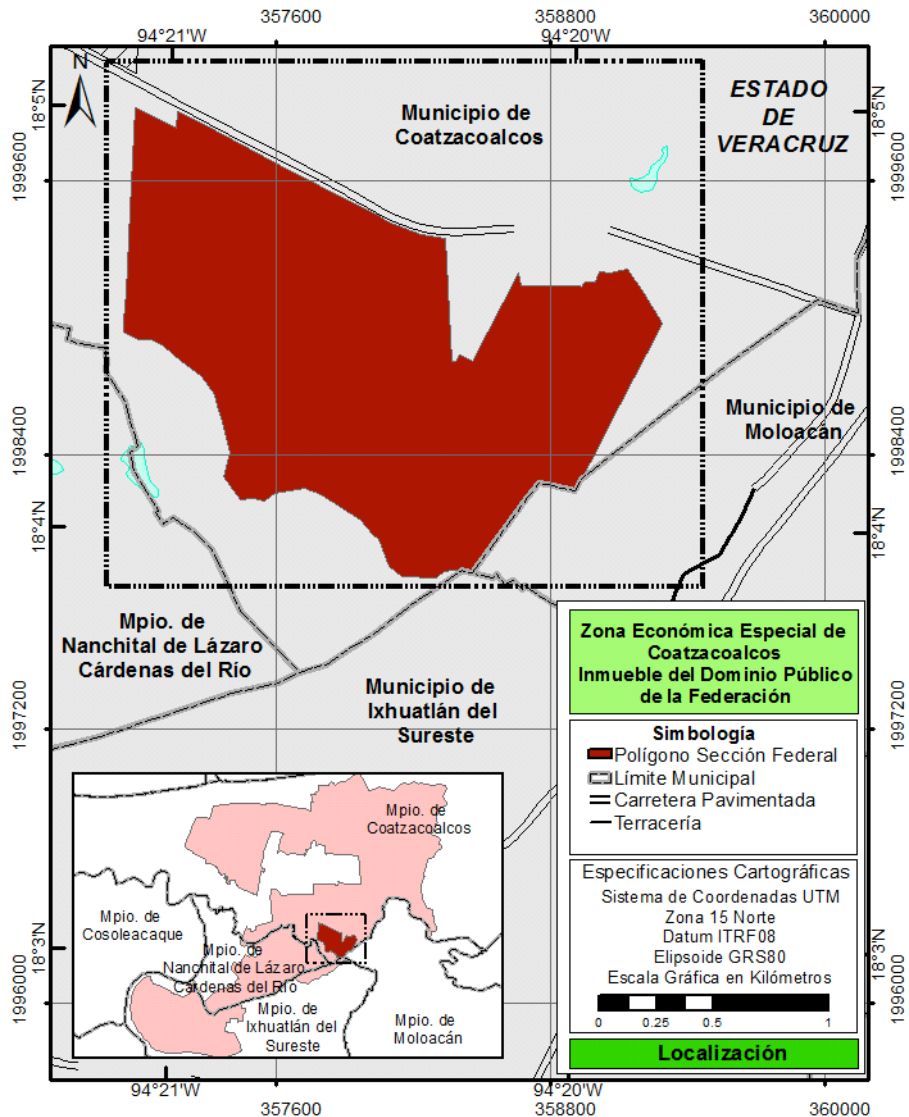 357600
358800
360000
94°21'W
94°20'W
N
18°5'N
18°5'N
1999600
1999600
Municipio de
Coatzacoalcos
ESTADO
DE
VERACRUZ
Municipio de
Moloacán
1998400
1998400
18°4'N
18°4'N
Mpio. de
Nanchital de Lázaro
Cárdenas del Río
Municipio de
Ixhuatlán del
Sureste
1997200
1997200
Zona Económica Especial de
Coatzacoalcos
Inmueble del Dominio Público
de la Federación
Simbología
Polígono Sección Federal
Límite Municipal
Carretera Pavimentada
Terracería
Especificaciones Cartográficas
Sistema de Coordenadas UTM
Zona 15 Norte
Datum ITRF08
Elipsoide GRS80
Escala Gráfica en Kilómetros
0 0.25 0.5 1
Localización
Mpio. de
Coatzacoalcos
Mpio. de
Cosoleacaque
Mpio. de
Nanchital de Lázaro
Cárdenas del Río
Mpio. de
Ixhuatlán del
Sureste
Mpio. de
Moloacán
18°3'N
18°3'N
1996000
1996000
94°21'W
94°20'W
357600
358800
360000